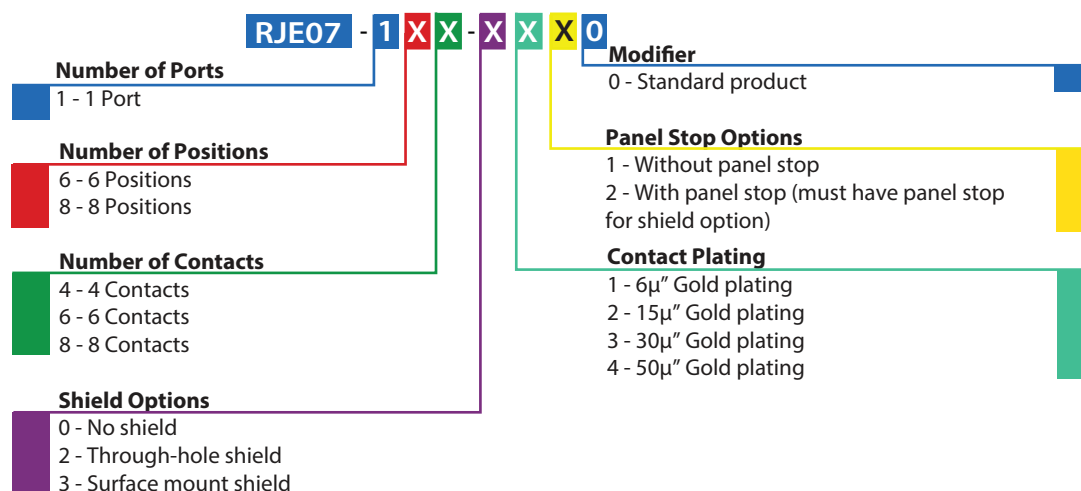 RJE07 - 1 X X - X X X 0
Number of Ports
1 - 1 Port
Number of Positions
6 - 6 Positions
8 - 8 Positions
Number of Contacts
4 - 4 Contacts
6 - 6 Contacts
8 - 8 Contacts
Shield Options
0 - No shield
2 - Through-hole shield
3 - Surface mount shield
Modifier
0 - Standard product
Panel Stop Options
1 - Without panel stop
2 - With panel stop (must have panel stop
for shield option)
Contact Plating
1 - 6µ” Gold plating
2 - 15µ” Gold plating
3 - 30µ” Gold plating
4 - 50µ” Gold plating